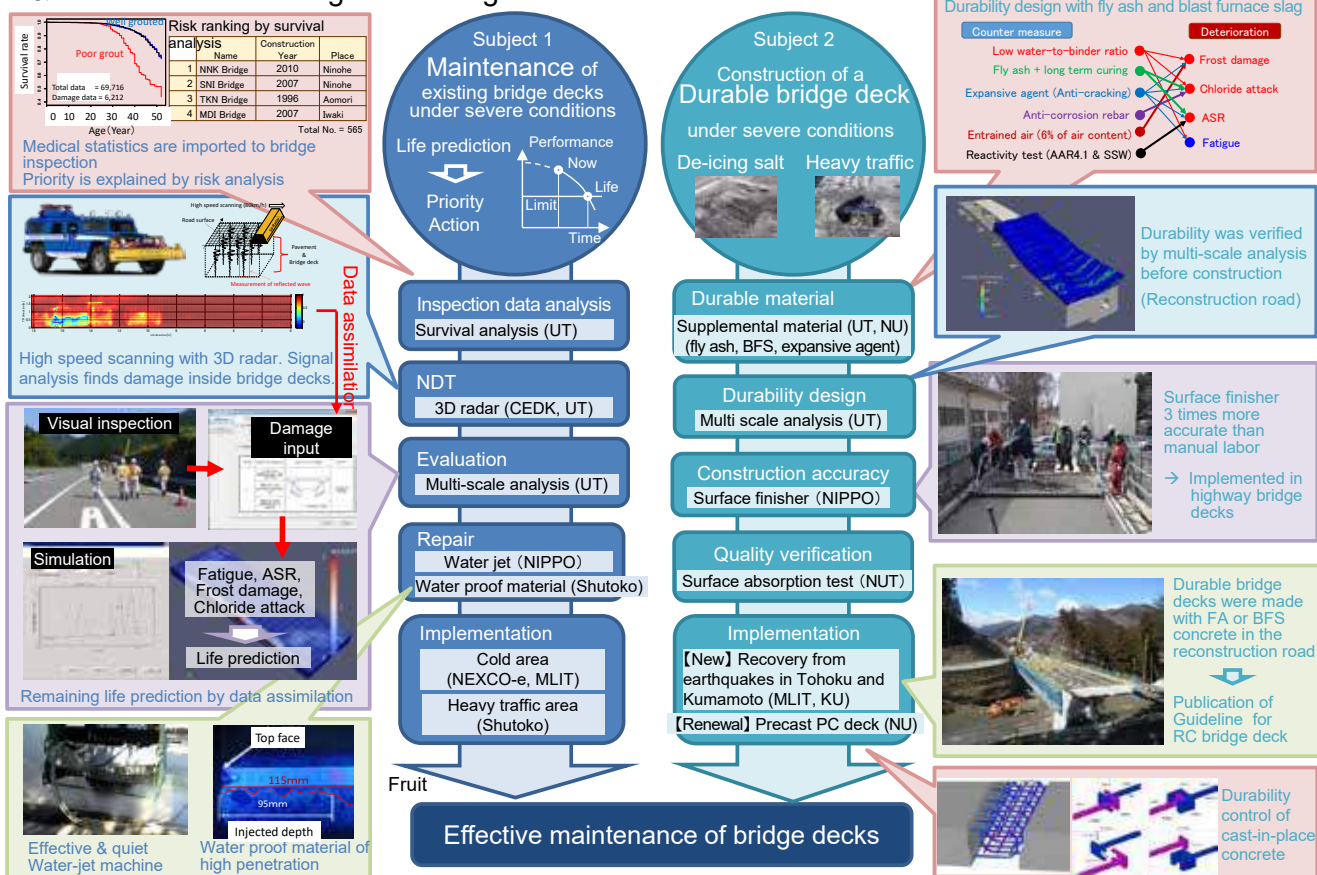 Well grouted
Poor grout
Survival rate
1.0
0.9
0.8
0.7
0.6
0.5
0.4
Total data = 69,716
Damage data = 6,212
0 10 20 30 40 50
Age(Year)
Risk ranking by survival
analysis
Name
Construction
Year
Place
1 NNK Bridge 2010 Ninohe
2 SNI Bridge 2007 Ninohe
3 TKN Bridge 1996 Aomori
4 MDI Bridge 2007 Iwaki
Total No. = 565
Medical statistics are imported to bridge
inspection
Priority is explained by risk analysis
High speed scanning (80km/h)
Road surface
Pavement
&
Bridge deck
Measurement of reflected wave
Data assimilation
High speed scanning with 3D radar. Signal
analysis finds damage inside bridge decks.
Visual inspection
Damage
input
Simulation
Fatigue, ASR,
Frost damage,
Chloride attack
Life prediction
Remaining life prediction by data assimilation
Effective & quiet
Water-jet machine
Top face
115mm
95mm
Injected depth
Water proof material of
high penetration
Subject 1
Maintenance of
existing bridge decks
under severe conditions
Life prediction
Priority
Action
Performance
Now
Life
Limit
Time
Inspection data analysis
Survival analysis (UT)
NDT
3D radar (CEDK, UT)
Evaluation
Multi-scale analysis (UT)
Repair
Water jet (NIPPO)
Water proof material (Shutoko)
Implementation
Cold area
(NEXCO-e, MLIT)
Heavy traffic area
(Shutoko)
Fruit
Effective maintenance of bridge decks
Subject 2
Construction of a
Durable bridge deck
under severe conditions
De-icing salt
Heavy traffic
Durable material
Supplemental material (UT, NU)
(fly ash, BFS, expansive agent)
Durability design
Multi scale analysis (UT)
Construction accuracy
Surface finisher (NIPPO)
Quality verification
Surface absorption test (NUT)
Implementation
【New】Recovery from
earthquakes in Tohoku and
Kumamoto (MLIT, KU)
【Renewal】Precast PC deck (NU)
Durability design with fly ash and blast furnace slag
Counter measure
Deterioration
Low water-to-binder ratio
Fly ash + long term curing
Expansive agent (Anti-cracking)
Anti-corrosion rebar
Entrained air (6% of air content)
Reactivity test (AAR4.1 & SSW)
Frost damage
Chloride attack
ASR
Fatigue
Durability was verified
by multi-scale analysis
before construction
(Reconstruction road)
Surface finisher
3 times more
accurate than
manual labor
→ Implemented in
highway bridge
decks
Durable bridge
decks were made
with FA or BFS
concrete in the
reconstruction road
Publication of
Guideline for
RC bridge deck
Durability
control of
cast-in-place
concrete